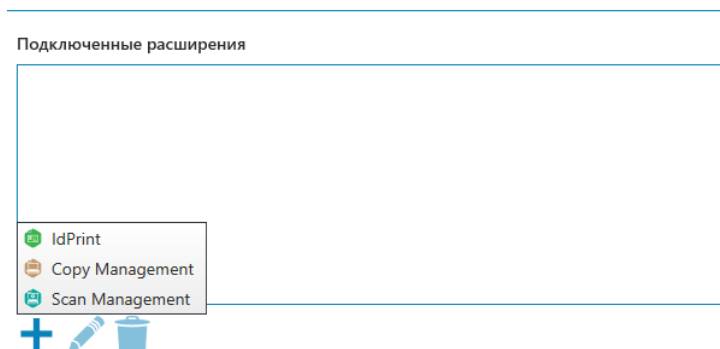 Подключенные расширения
IdPrint
Copy Management
Scan Management